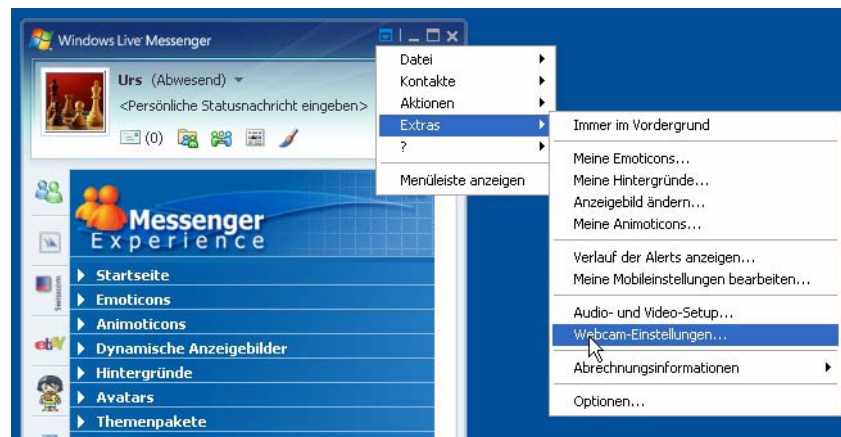 Windows Live Messenger
Urs (Abwesend)
<Persönliche Statusnachricht eingeben>
(0)
Datei
Kontakte
Aktionen
Extras
?
Menüleiste anzeigen
Immer im Vordergrund
Meine Emoticons...
Meine Hintergründe...
Anzeigebild ändern...
Meine Animoticons...
Verlauf der Alerts anzeigen...
Meine Mobileinstellungen bearbeiten...
Audio- und Video-Setup...
Webcam-Einstellungen...
Abrechnungsinformationen
Optionen...
Messenger
Experience
Startseite
Emoticons
Animoticons
Dynamische Anzeigebilder
Hintergründe
Avatars
Themenpakete
swisscom
ebY